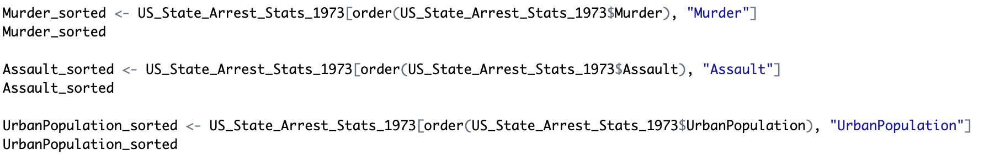 Murder_sorted <- US_State_Arrest_Stats_1973[order(US_State_Arrest_Stats_1973$Murder), "Murder"]
Murder_sorted
Assault_sorted <- US_State_Arrest_Stats_1973[order(US_State_Arrest_Stats_1973$Assault), "Assault"]
Assault_sorted
UrbanPopulation_sorted <- US_State_Arrest_Stats_1973[order(US_State_Arrest_Stats_1973$UrbanPopulation), "UrbanPopulation"]
UrbanPopulation_sorted